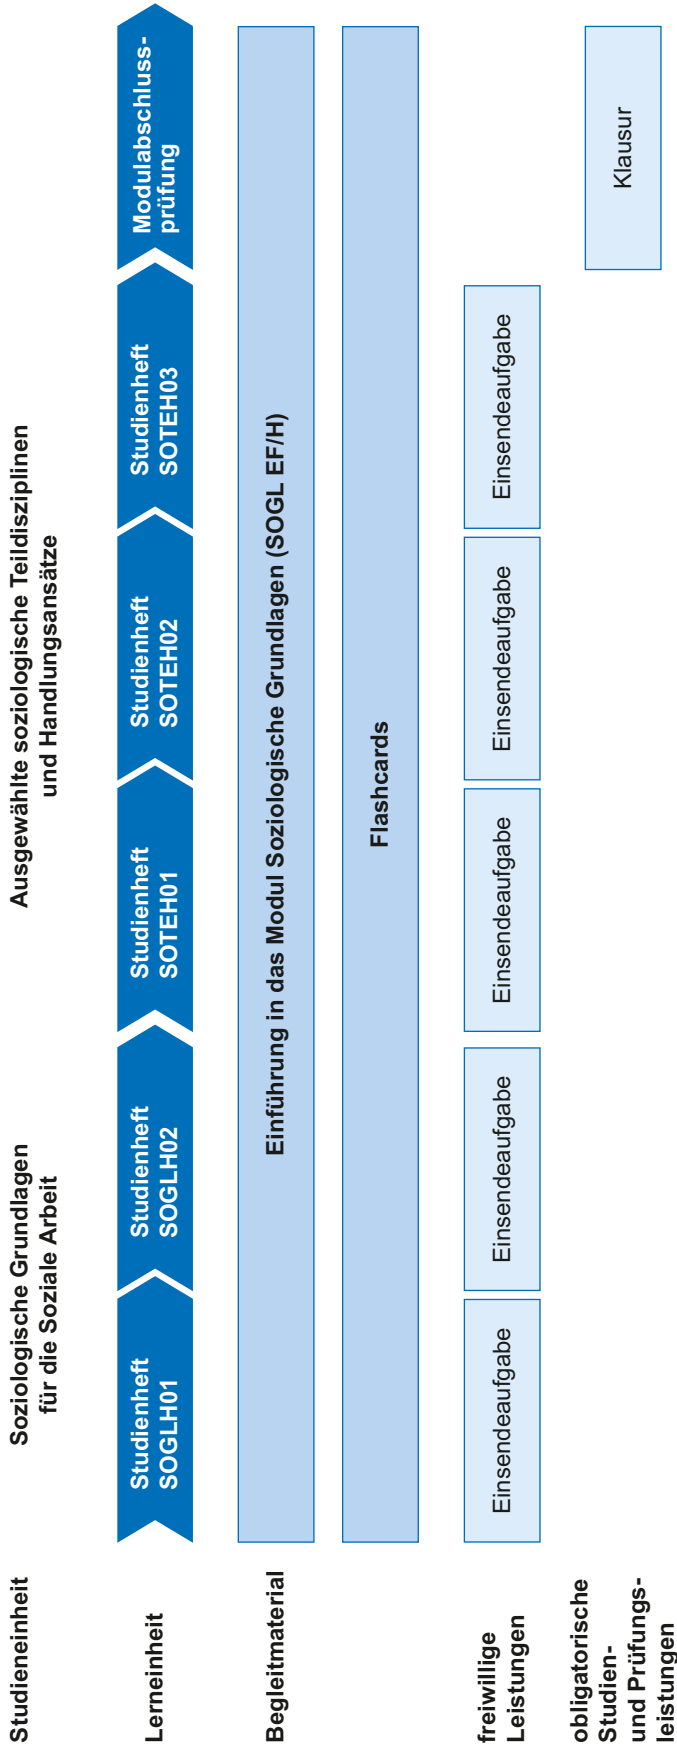 Studieneinheit
Soziologische Grundlagen
für die Soziale Arbeit
Ausgewählte soziologische Teildisziplinen
und Handlungsansätze
Lerneinheit
Studienheft
SOGLH01
Studienheft
SOGLH02
Studienheft
SOTEH01
Studienheft
SOTEH02
Studienheft
SOTEH03
Modulabschluss-
prüfung
Begleitmaterial
Einführung in das Modul Soziologische Grundlagen (SOGL EF/H)
Flashcards
freiwillige
Leistungen
Einsendeaufgabe
Einsendeaufgabe
Einsendeaufgabe
Einsendeaufgabe
Einsendeaufgabe
obligatorische
Studien-
und Prüfungs-
leistungen
Klausur